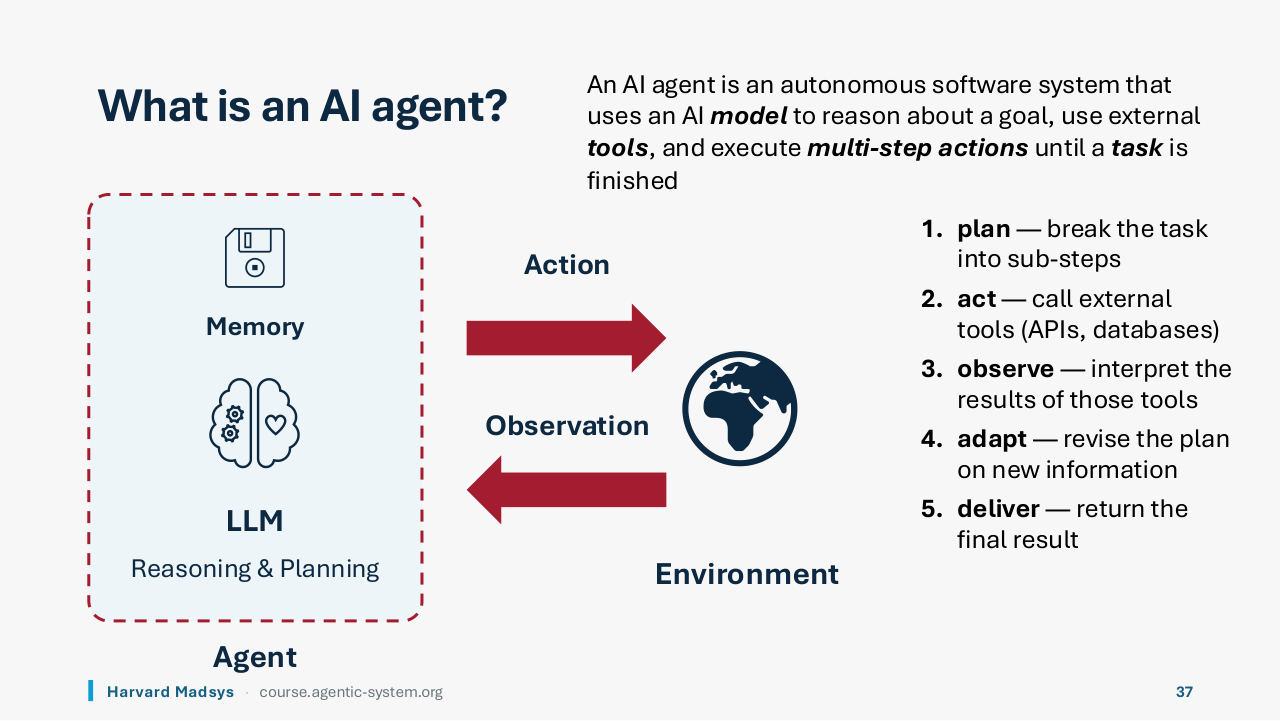 What is an AI agent?
An AI agent is an autonomous software system that
uses an AI model to reason about a goal, use external
tools, and execute multi-step actions until a task is
finished
Memory
LLM
Reasoning & Planning
Agent
Action
Observation
Environment
1. plan — break the task
into sub-steps
2. act — call external
tools (APIs, databases)
3. observe — interpret the
results of those tools
4. adapt — revise the plan
on new information
5. deliver — return the
final result
Harvard Madsys · course.agentic-system.org
37